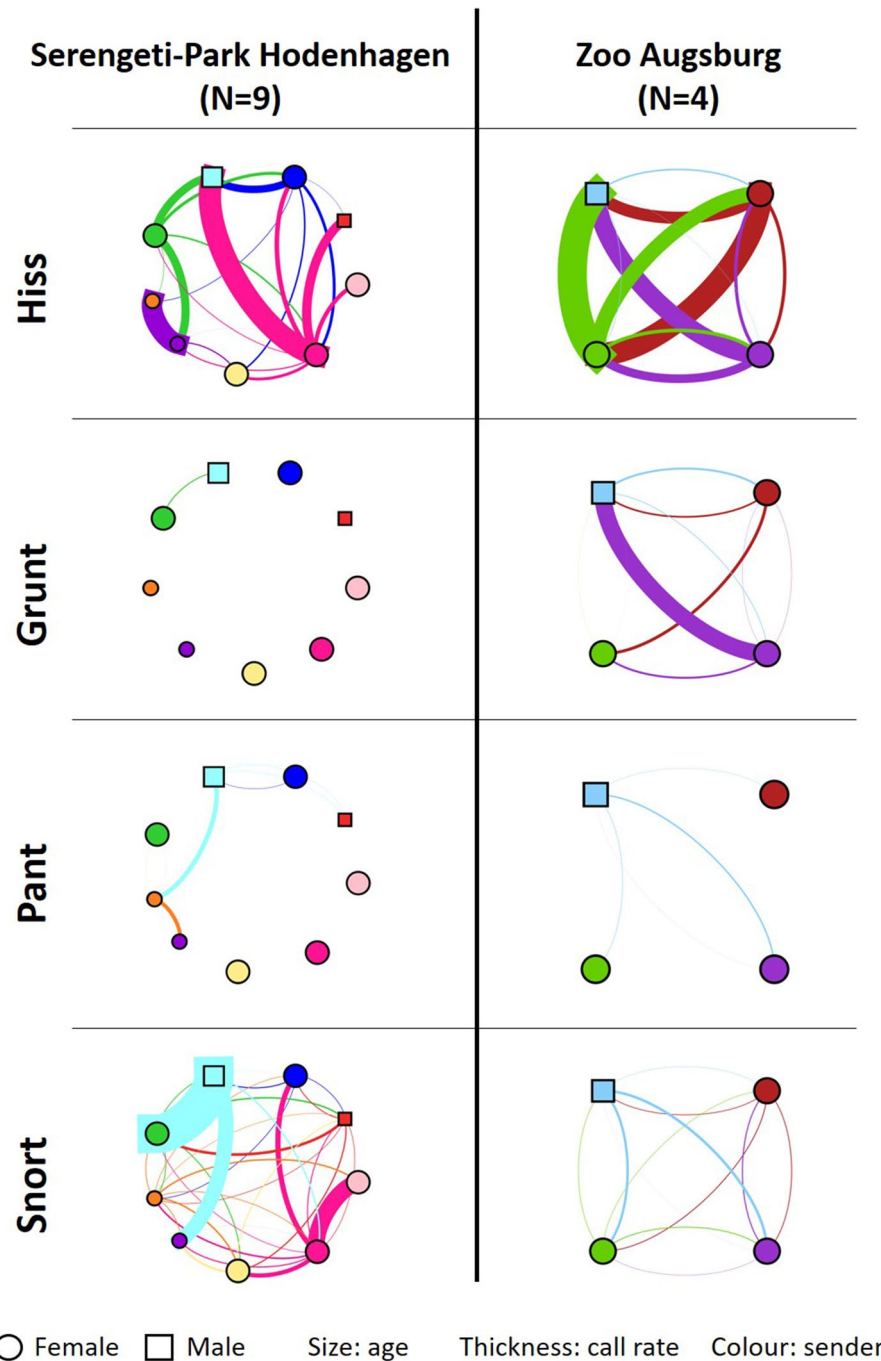 Serengeti-Park Hodenhagen
(N=9)
Zoo Augsburg
(N=4)
Hiss
Grunt
Pant
Snort
Female Male Size: age Thickness: call rate Colour: sender